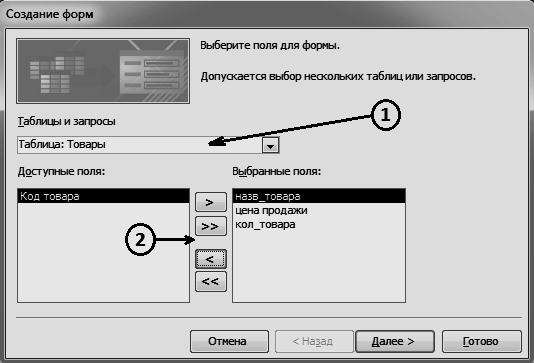 Создание форм
Выберите поля для формы.
Допускается выбор нескольких таблиц или запросов.
Таблицы и запросы
1
Таблица: Товары
Доступные поля:
Выбранные поля:
Код товара
>
назв_товара
цена продажи
>>
кол_товара
2
<
<<
Отмена
< Назад
Далее >
Готово